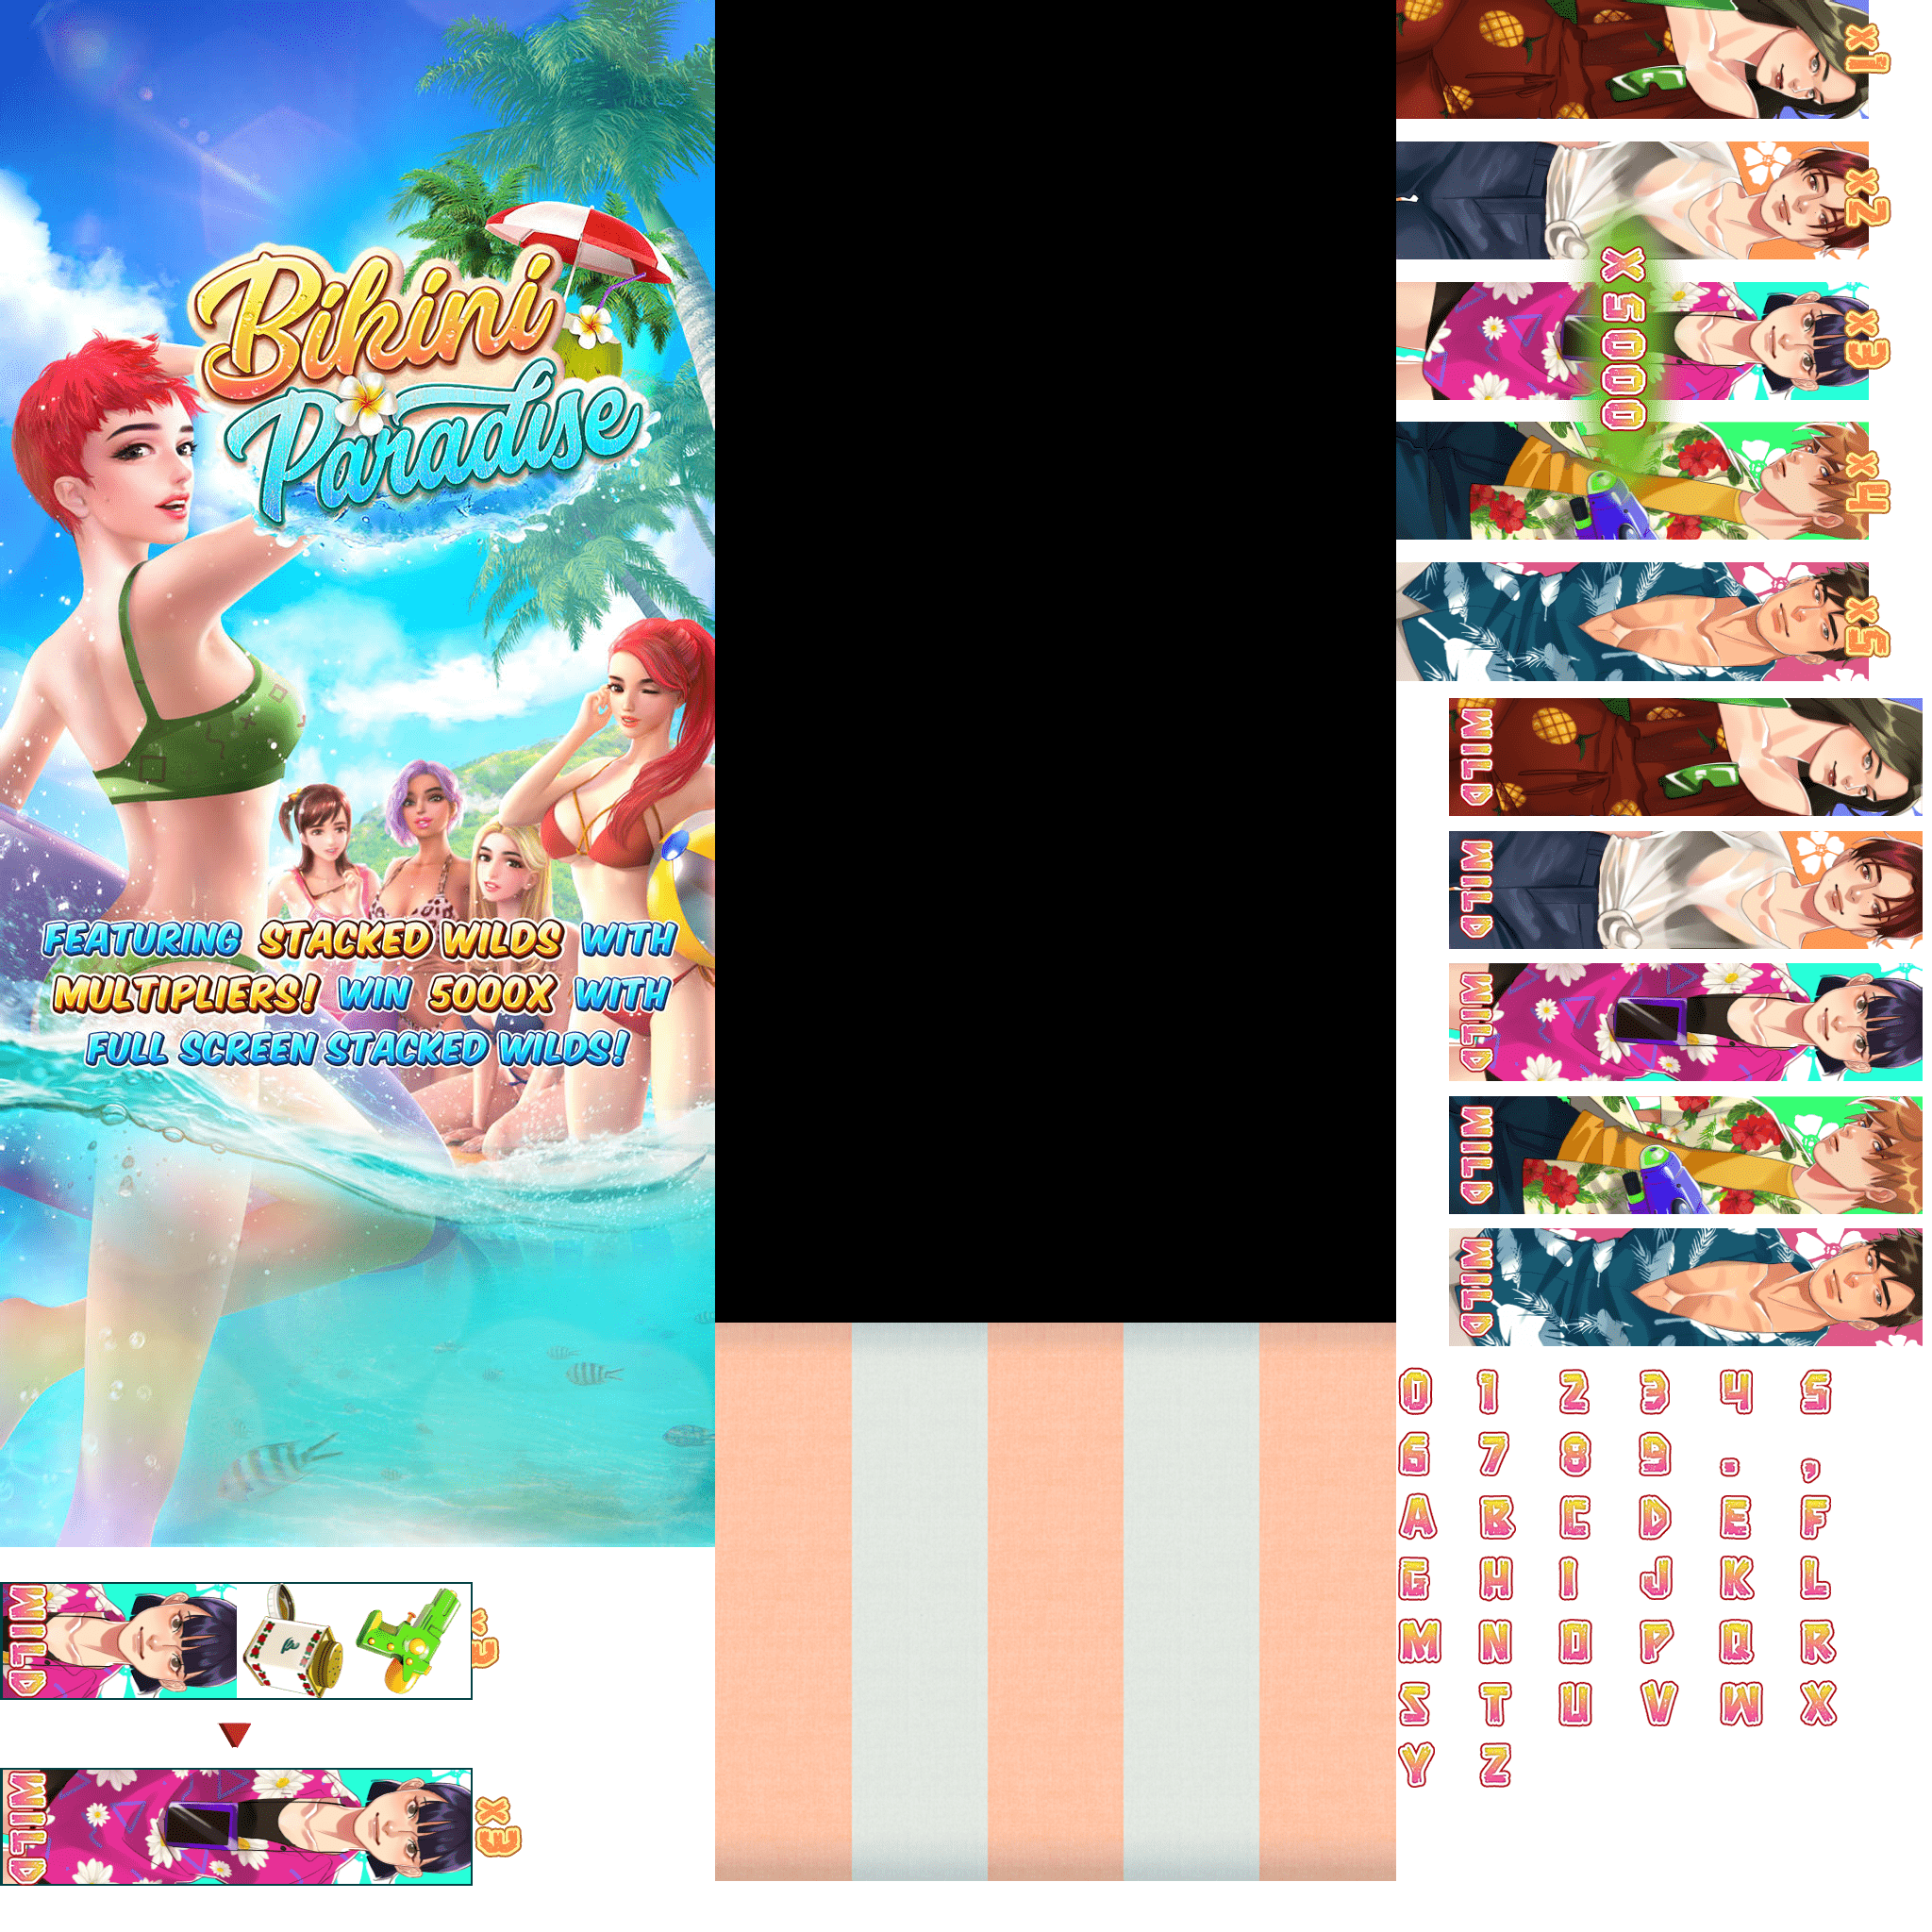 Bikini
Paradise
FEATURING STACKED WILDS WITH
MULTIPLIERS! WIN 5000X WITH
FULL SCREEN STACKED WILDS!
WILD
x3
WILD
x3
x1
x2
x3
x4
x5
5000X
WILD
WILD
WILD
WILD
WILD
0 1 2 3 4 5
6 7 8 9 . ,
A B C D E F
G H I J K L
M N O P Q R
S T U V W X
Y Z